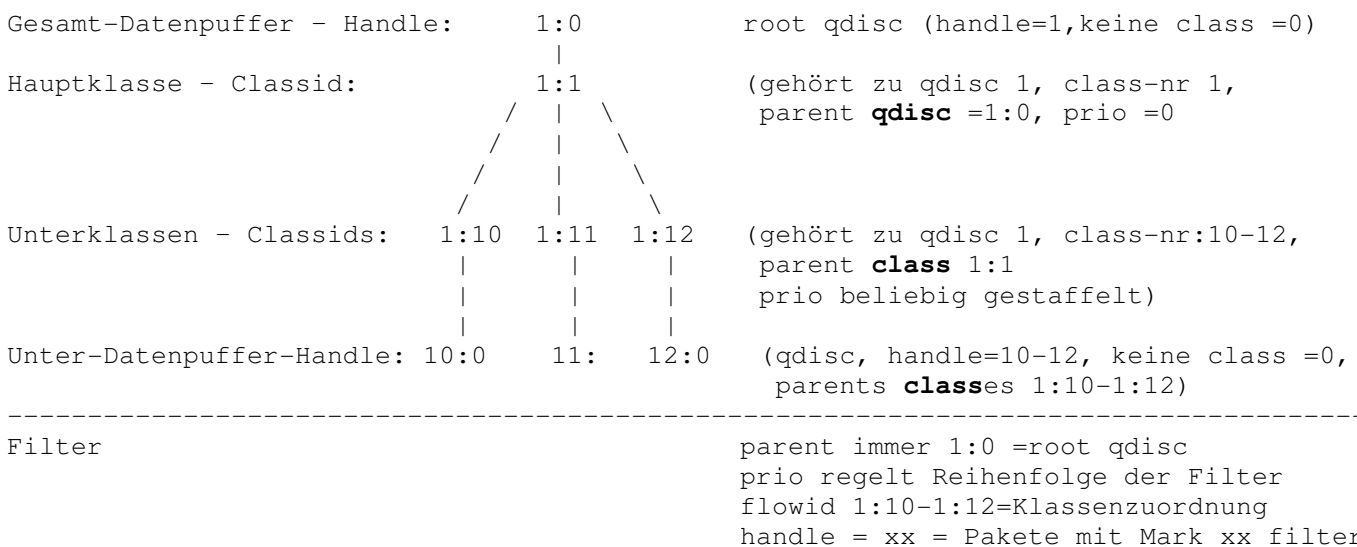 Gesamt-Datenpuffer - Handle: 1:0 root qdisc (handle=1,keine class =0)
|
Hauptklasse - Classid: 1:1 (gehört zu qdisc 1, class-nr 1,
/ | \ parent qdisc =1:0, prio =0
/ | \
/ | \
/ | \
Unterklassen - Classids: 1:10 1:11 1:12 (gehört zu qdisc 1, class-nr:10-12,
| | | parent class 1:1
| | | prio beliebig gestaffelt)
| | |
Unter-Datenpuffer-Handle: 10:0 11: 12:0 (qdisc, handle=10-12, keine class =0,
parents classes 1:10-1:12)
-------------------------------------------------------------------------------------
Filter parent immer 1:0 =root qdisc
prio regelt Reihenfolge der Filter
flowid 1:10-1:12=Klassenzuordnung
handle = xx = Pakete mit Mark xx filter